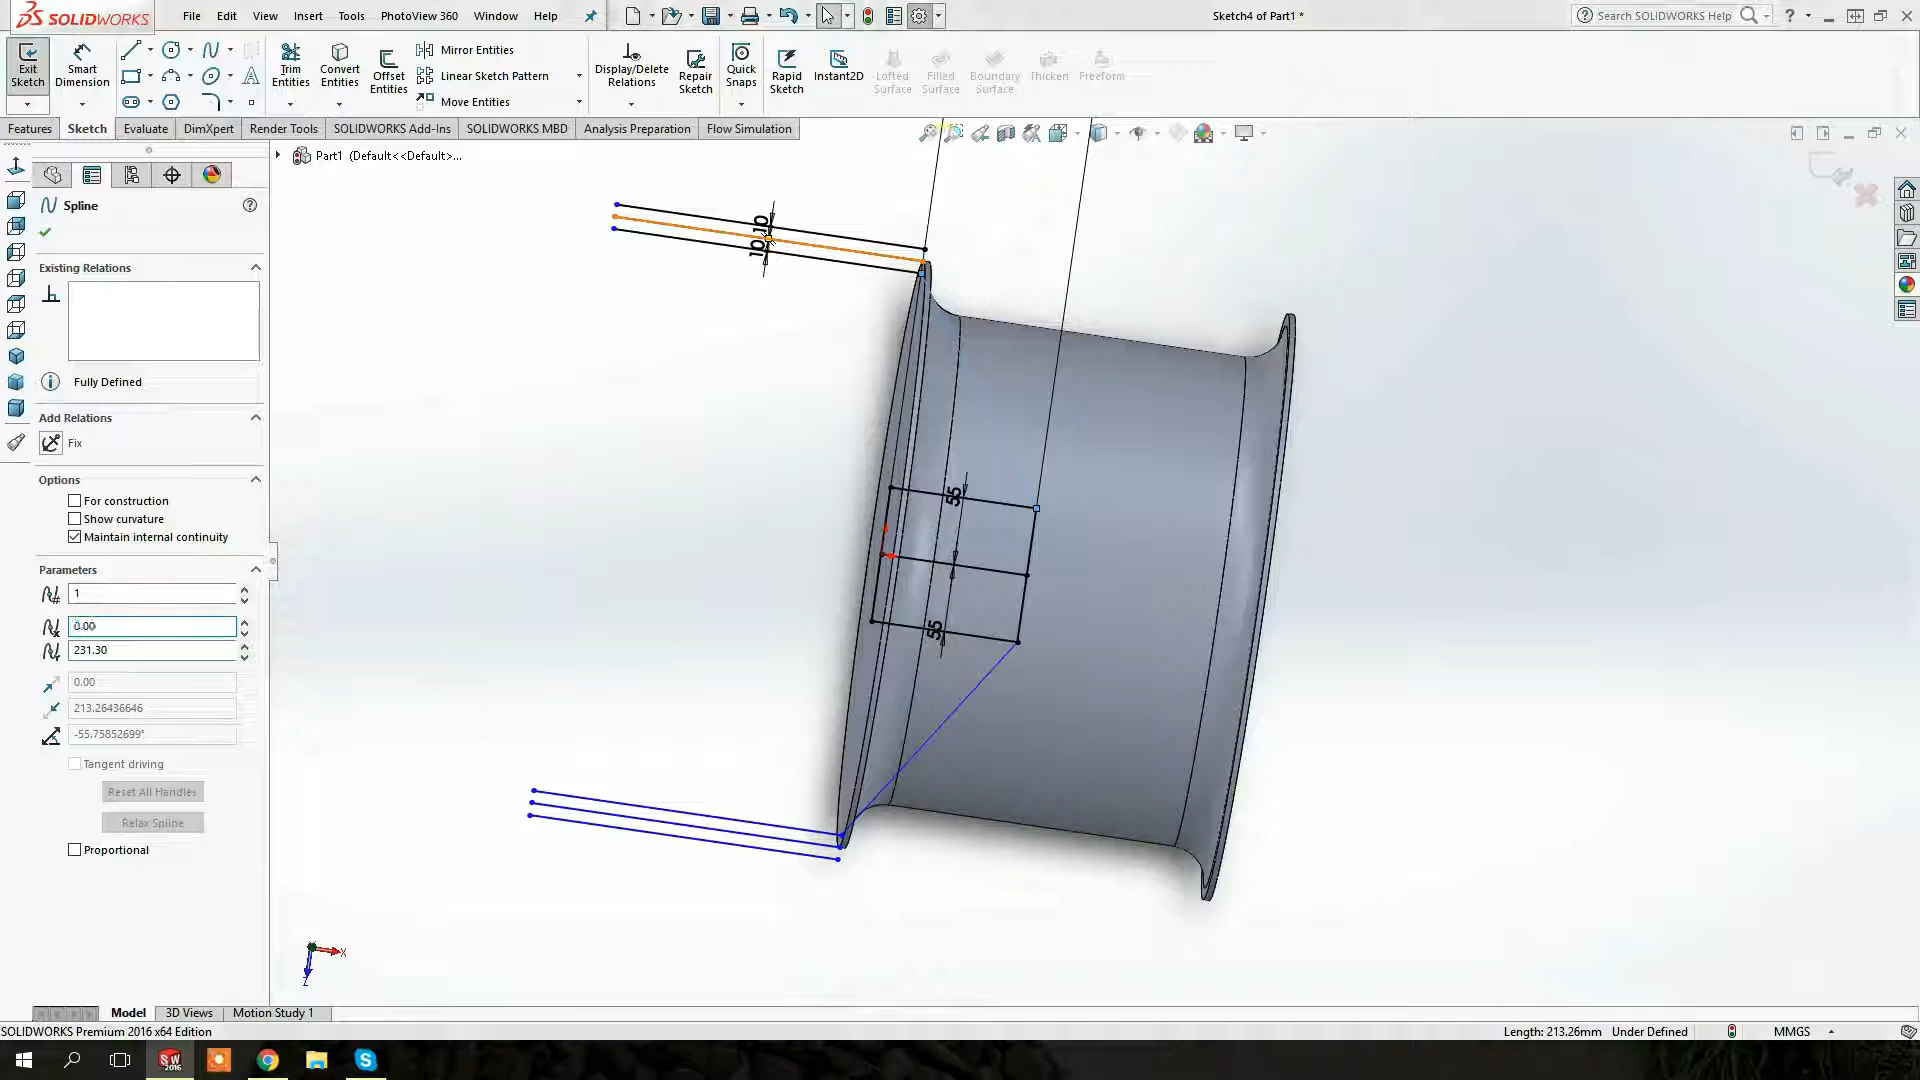 SOLIDWORKS
File Edit View Insert Tools PhotoView 360 Window Help
Sketch4 of Part1 *
Search SOLIDWORKS Help
Exit Sketch
Smart Dimension
Trim Entities
Convert Entities
Offset Entities
Mirror Entities
Linear Sketch Pattern
Move Entities
Display/Delete Relations
Repair Sketch
Quick Snaps
Rapid Sketch
Instant2D
Lofted Surface
Filled Surface
Boundary Surface
Thicken
Freeform
Features Sketch Evaluate DimXpert Render Tools SOLIDWORKS Add-Ins SOLIDWORKS MBD Analysis Preparation Flow Simulation
Part1 (Default<<Default>...
Spline
Existing Relations
Fully Defined
Add Relations
Fix
Options
For construction
Show curvature
Maintain internal continuity
Parameters
1
0.00
231.30
0.00
213.26436646
-55.75852699°
Tangent driving
Reset All Handles
Relax Spline
Proportional
10
10
55
55
X
Z
Model 3D Views Motion Study 1
SOLIDWORKS Premium 2016 x64 Edition
Length: 213.26mm Under Defined MMGS
SW 2016